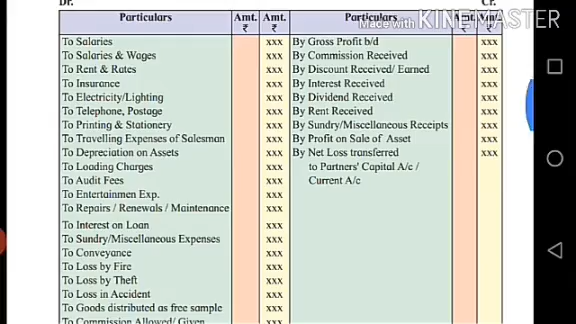 Dr. Cr.
Particulars Amt. ₹ Amt. ₹ Particulars Amt. ₹ Amt. ₹
Made with KINEMASTER
To Salaries xxx By Gross Profit b/d xxx
To Salaries & Wages xxx By Commission Received xxx
To Rent & Rates xxx By Discount Received/ Earned xxx
To Insurance xxx By Interest Received xxx
To Electricity/Lighting xxx By Dividend Received xxx
To Telephone, Postage xxx By Rent Received xxx
To Printing & Stationery xxx By Sundry/Miscellaneous Receipts xxx
To Travelling Expenses of Salesman xxx By Profit on Sale of Asset xxx
To Depreciation on Assets xxx By Net Loss transferred xxx
To Loading Charges xxx to Partners' Capital A/c /
To Audit Fees xxx Current A/c
To Entertainmen Exp. xxx
To Repairs / Renewals / Maintenance xxx
To Interest on Loan xxx
To Sundry/Miscellaneous Expenses xxx
To Conveyance xxx
To Loss by Fire xxx
To Loss by Theft xxx
To Loss in Accident xxx
To Goods distributed as free sample xxx
To Commission Allowed/ Given xxx